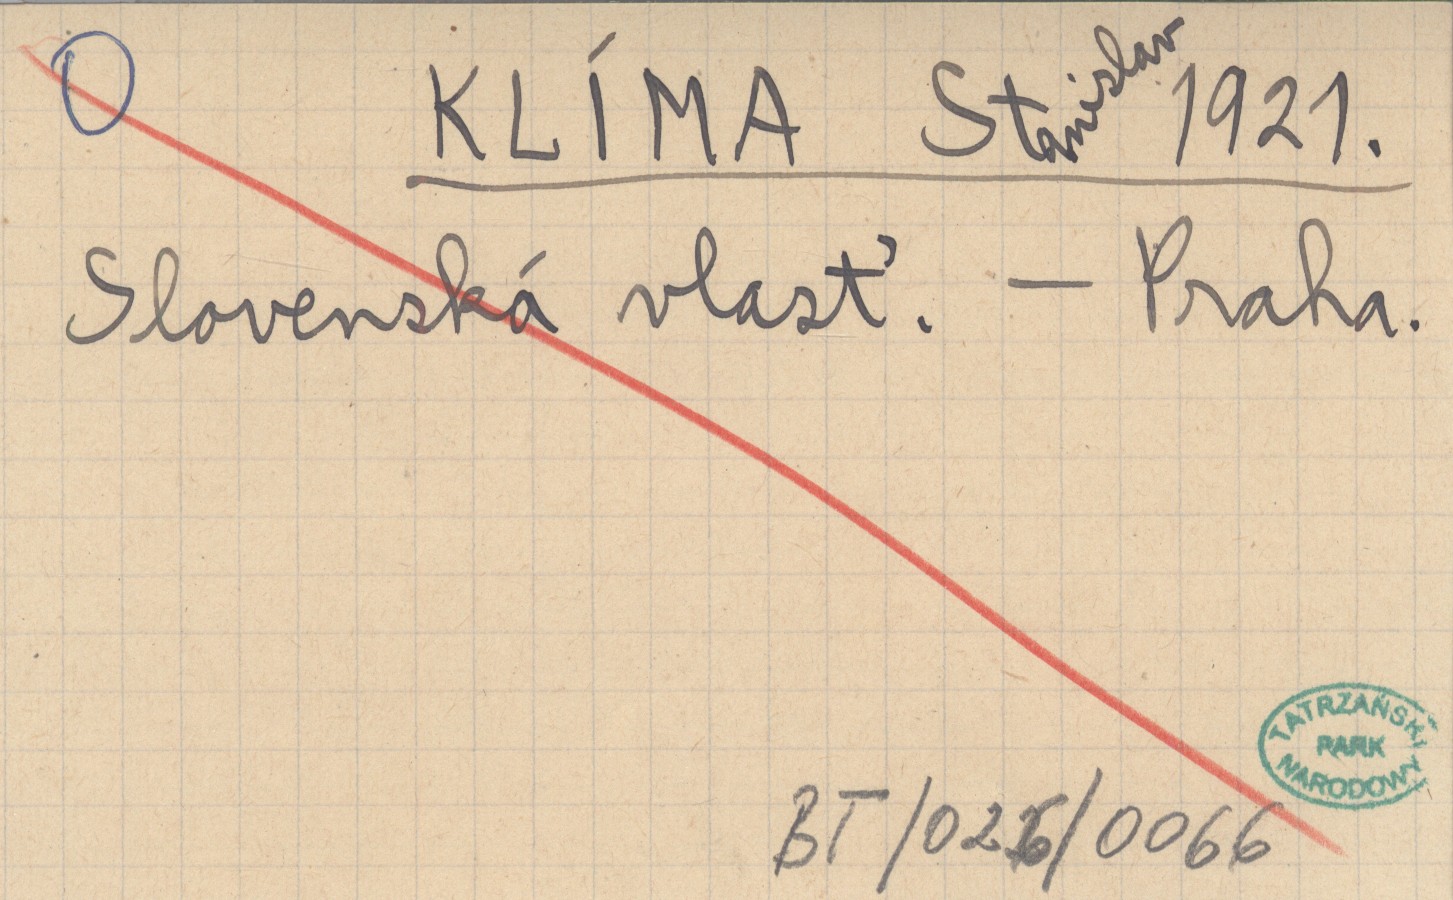 KLÍMA Stanislav 1921.
Slovenská vlasť. — Praha.
TATRZAŃSKI
PARK
NARODOWY
BT/026/0066